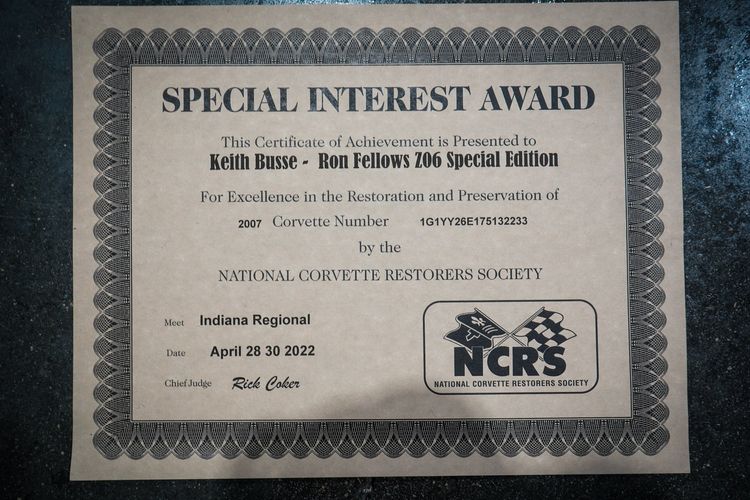 SPECIAL INTEREST AWARD
This Certificate of Achievement is Presented to
Keith Busse - Ron Fellows Z06 Special Edition
For Excellence in the Restoration and Preservation of
2007 Corvette Number 1G1YY26E175132233
by the
NATIONAL CORVETTE RESTORERS SOCIETY
Meet Indiana Regional
Date April 28 30 2022
Chief Judge Rick Coker
NCRS
NATIONAL CORVETTE RESTORERS SOCIETY